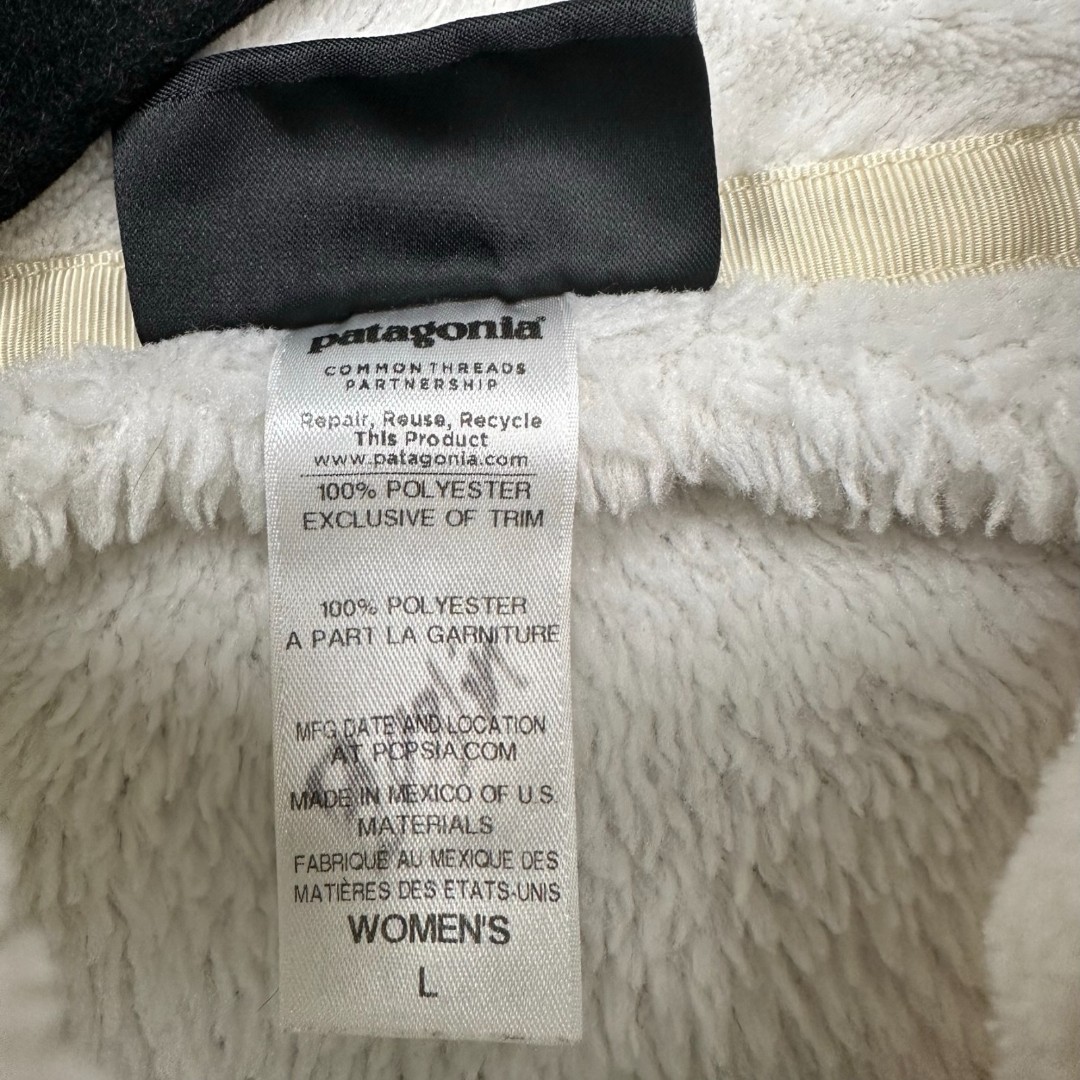 patagonia®
COMMON THREADS
PARTNERSHIP
Repair, Reuse, Recycle
This Product
www.patagonia.com
100% POLYESTER
EXCLUSIVE OF TRIM
100% POLYESTER
A PART LA GARNITURE
MFG DATE AND LOCATION
AT POPSIA.COM
MADE IN MEXICO OF U.S.
MATERIALS
FABRIQUÉ AU MEXIQUE DES
MATIÈRES DES ETATS-UNIS
WOMEN'S
L